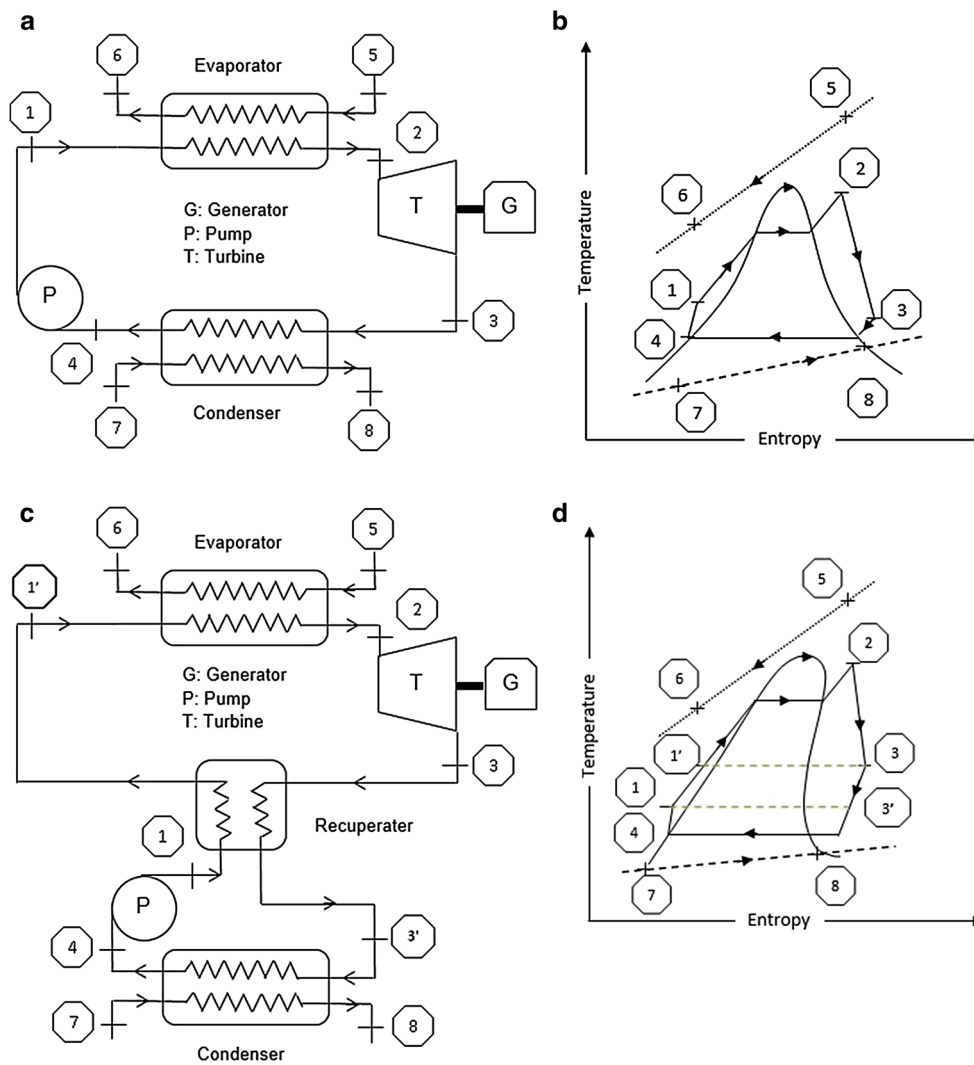 a
6
Evaporator
5
1
2
G: Generator
P: Pump
T: Turbine
T
G
P
3
4
7
Condenser
8
b
Temperature
5
2
6
1
3
4
7
8
Entropy
c
6
Evaporator
5
1'
2
G: Generator
P: Pump
T: Turbine
T
G
3
1
Recuperater
P
4
3'
7
8
Condenser
d
Temperature
5
2
6
1'
3
1
3'
4
7
8
Entropy